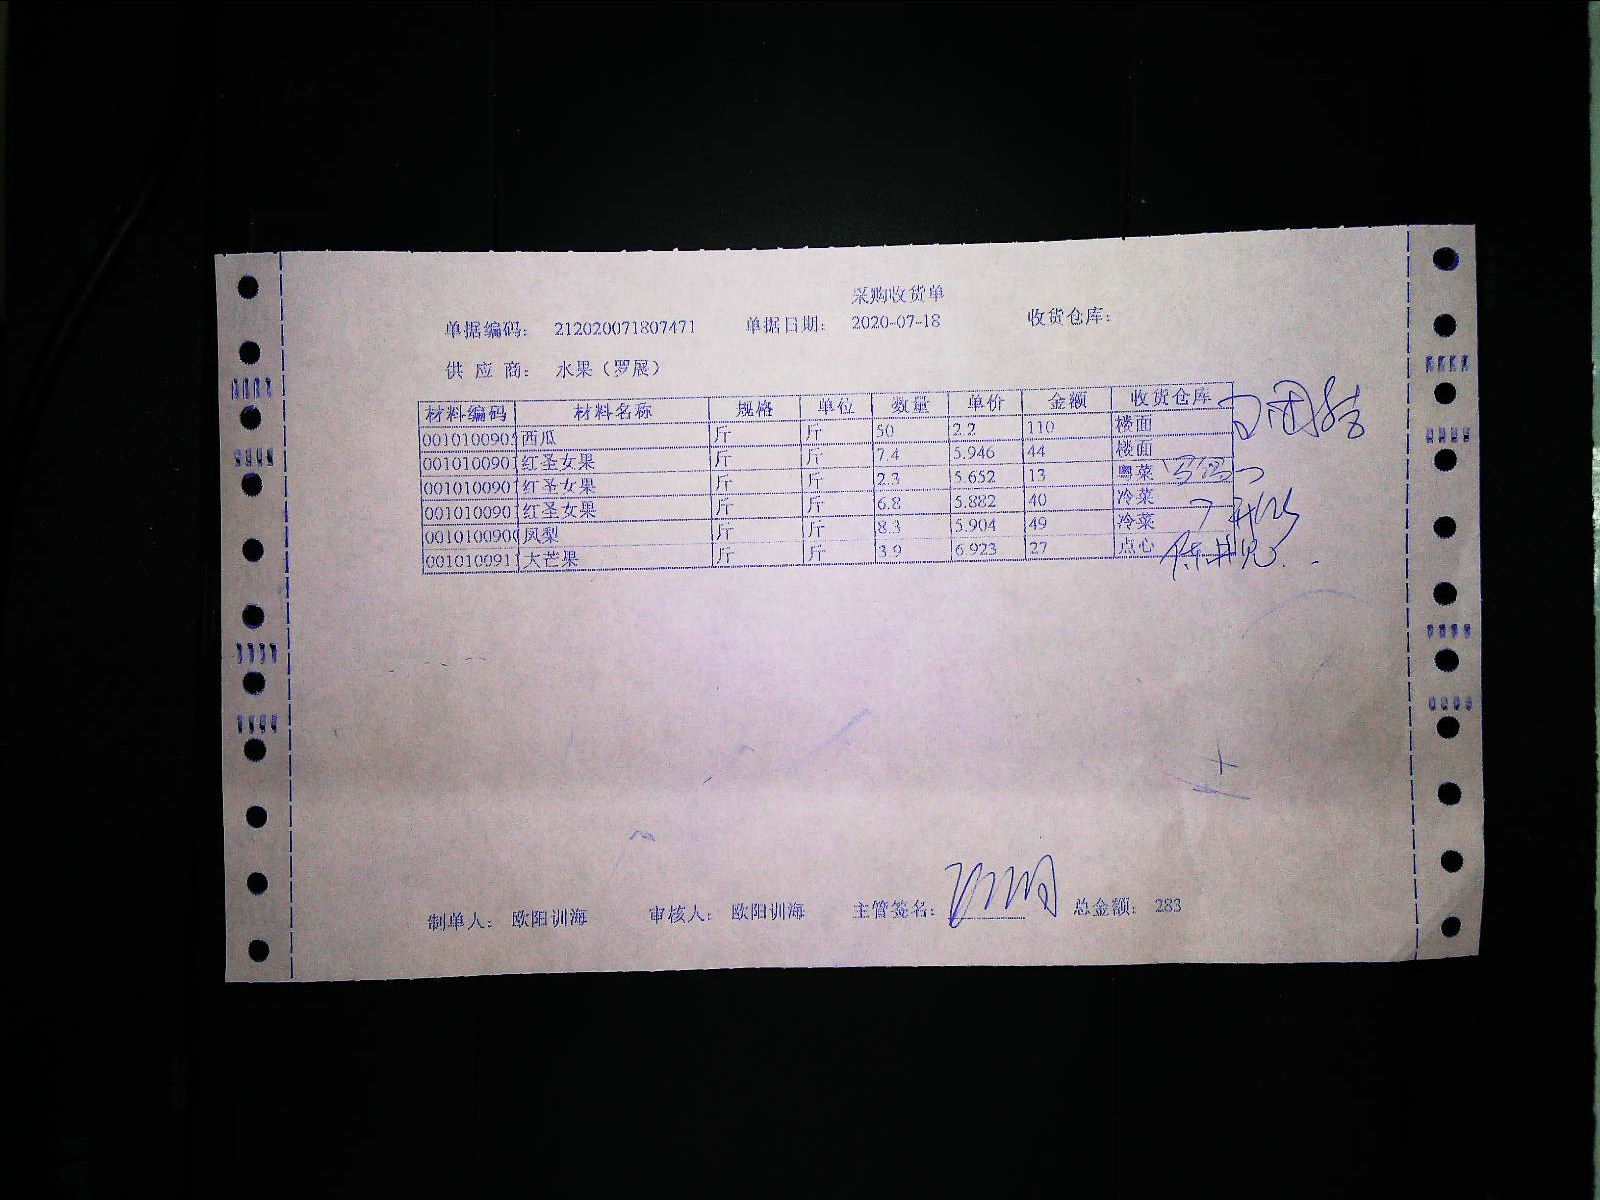 采购收货单
单据编码： 212020071807471 单据日期： 2020-07-18 收货仓库：
供 应 商： 水果（罗展）
材料编码 材料名称 规格 单位 数量 单价 金额 收货仓库
001010090 西瓜 斤 斤 50 2.2 110 楼面
001010090 红圣女果 斤 斤 7.4 5.946 44 楼面
001010090 红圣女果 斤 斤 2.3 5.652 13 粤菜
001010090 红圣女果 斤 斤 6.8 5.882 40 冷菜
001010090 凤梨 斤 斤 8.3 5.904 49 冷菜
001010091 大芒果 斤 斤 3.9 6.923 27 点心
制单人： 欧阳训海 审核人： 欧阳训海 主管签名： 总金额： 283